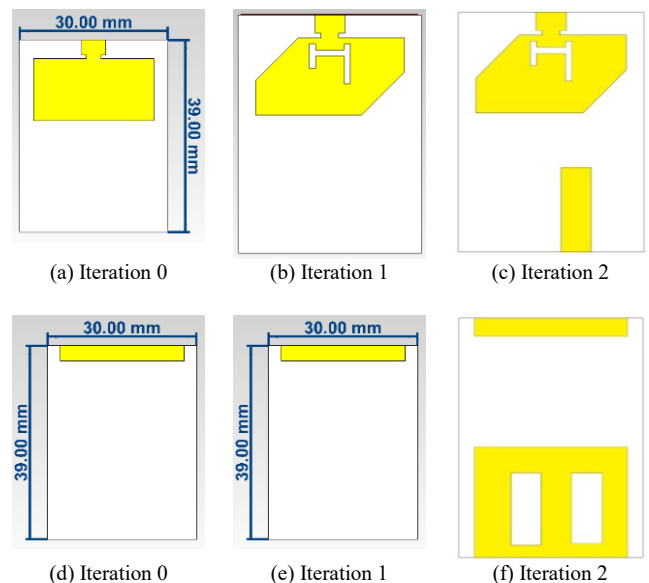 30.00 mm
39.00 mm
(a) Iteration 0
(b) Iteration 1
(c) Iteration 2
30.00 mm
39.00 mm
30.00 mm
39.00 mm
(d) Iteration 0
(e) Iteration 1
(f) Iteration 2